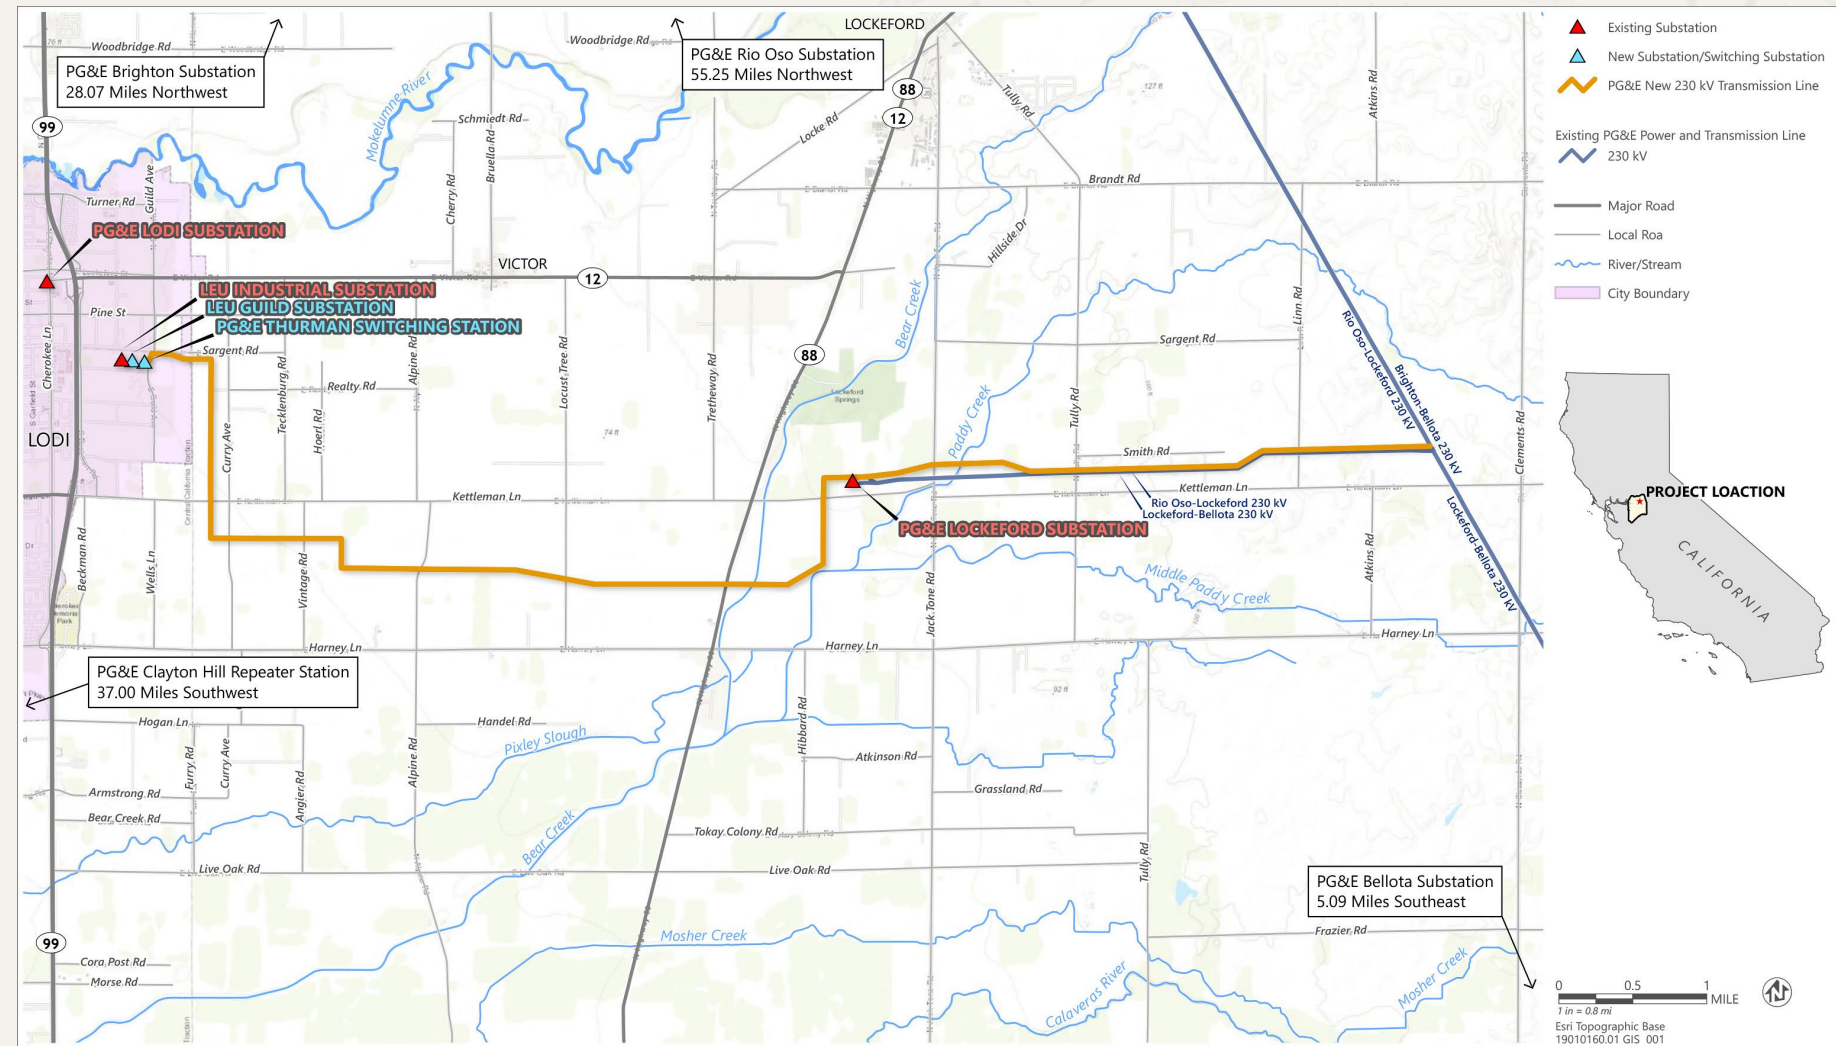 LOCKEFORD
Woodbridge Rd
Woodbridge Rd
PG&E Brighton Substation
28.07 Miles Northwest
PG&E Rio Oso Substation
55.25 Miles Northwest
88
12
99
Mokelumne River
Schmiedt Rd
Bruella Rd
Cherry Rd
Locke Rd
Tully Rd
127 ft
Atkins Rd
Guild Ave
Turner Rd
Brandt Rd
Hillside Dr
PG&E LODI SUBSTATION
VICTOR
12
LEU INDUSTRIAL SUBSTATION
LEU GUILD SUBSTATION
PG&E THURMAN SWITCHING STATION
Pine St
Cherokee Ln
Sargent Rd
Tecklenburg Rd
Realty Rd
Hoerl Rd
Alpine Rd
Locust Tree Rd
Tretheway Rd
88
Bear Creek
Linn Rd
Sargent Rd
Rio Oso-Lockeford 230 kV
Brighton-Bellota 230 kV
Lockeford Springs
Paddy Creek
Tully Rd
Clements Rd
LODI
Curry Ave
74 ft
Smith Rd
Kettleman Ln
Kettleman Ln
Rio Oso-Lockeford 230 kV
Lockeford-Bellota 230 kV
Lockeford-Bellota 230 kV
PG&E LOCKEFORD SUBSTATION
Central California Traction
Beckman Rd
Wells Ln
Vintage Rd
Jack Tone Rd
Middle Paddy Creek
Atkins Rd
Harney Ln
Harney Ln
Harney Ln
PG&E Clayton Hill Repeater Station
37.00 Miles Southwest
92 ft
Hogan Ln
Handel Rd
Pixley Slough
Hibbard Rd
Furry Rd
Curry Ave
Angier Rd
Alpine Rd
Atkinson Rd
Armstrong Rd
Grassland Rd
Bear Creek Rd
Bear Creek
Tokay Colony Rd
Live Oak Rd
Live Oak Rd
Tully Rd
PG&E Bellota Substation
5.09 Miles Southeast
99
Mosher Creek
Frazier Rd
Cora Post Rd
Morse Rd
Calaveras River
Mosher Creek
Existing Substation
New Substation/Switching Substation
PG&E New 230 kV Transmission Line
Existing PG&E Power and Transmission Line
230 kV
Major Road
Local Roa
River/Stream
City Boundary
PROJECT LOACTION
CALIFORNIA
0 0.5 1
MILE
1 in = 0.8 mi
Esri Topographic Base
19010160.01 GIS 001